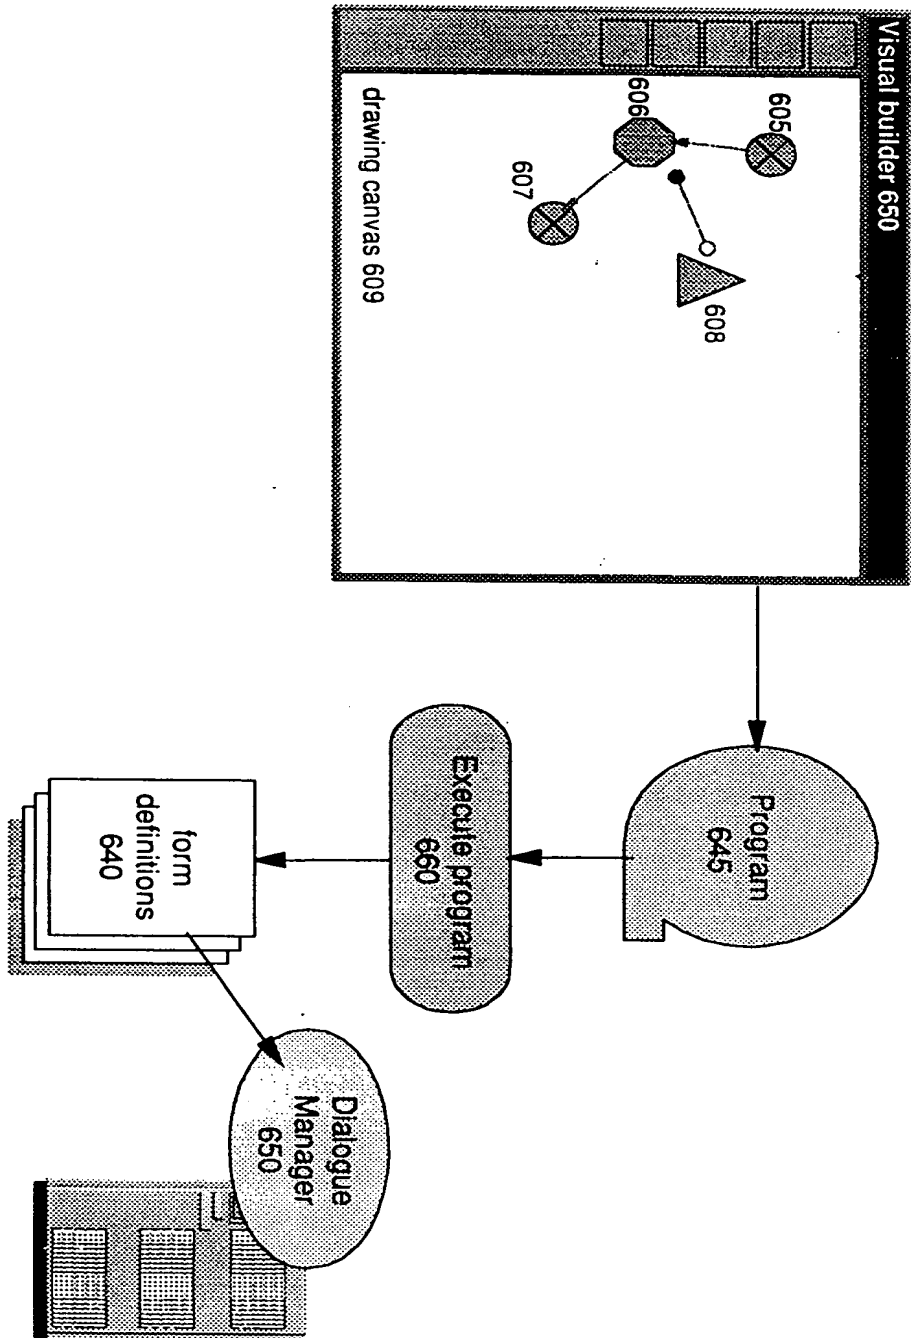 Visual builder 650
605
606
607
608
drawing canvas 609
Program
645
Execute program
660
form
definitions
640
Dialogue
Manager
650